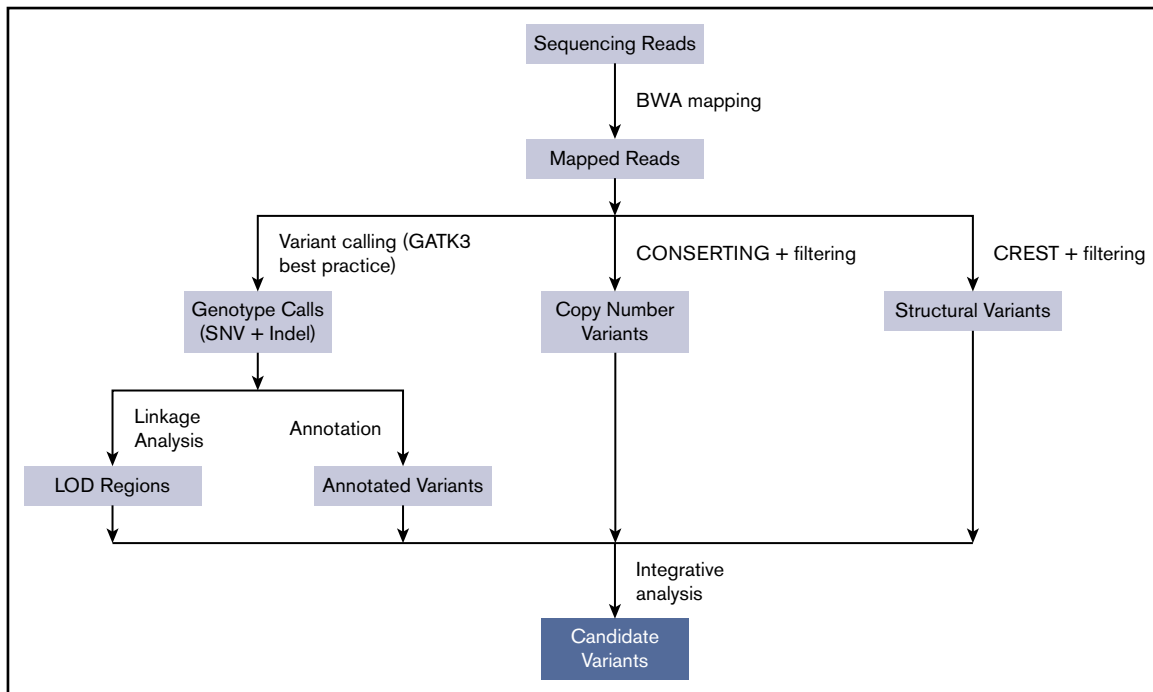 Sequencing Reads
BWA mapping
Mapped Reads
Variant calling (GATK3
best practice)
CONSERTING + filtering
CREST + filtering
Genotype Calls
(SNV + Indel)
Copy Number
Variants
Structural Variants
Linkage
Analysis
Annotation
LOD Regions
Annotated Variants
Integrative
analysis
Candidate
Variants